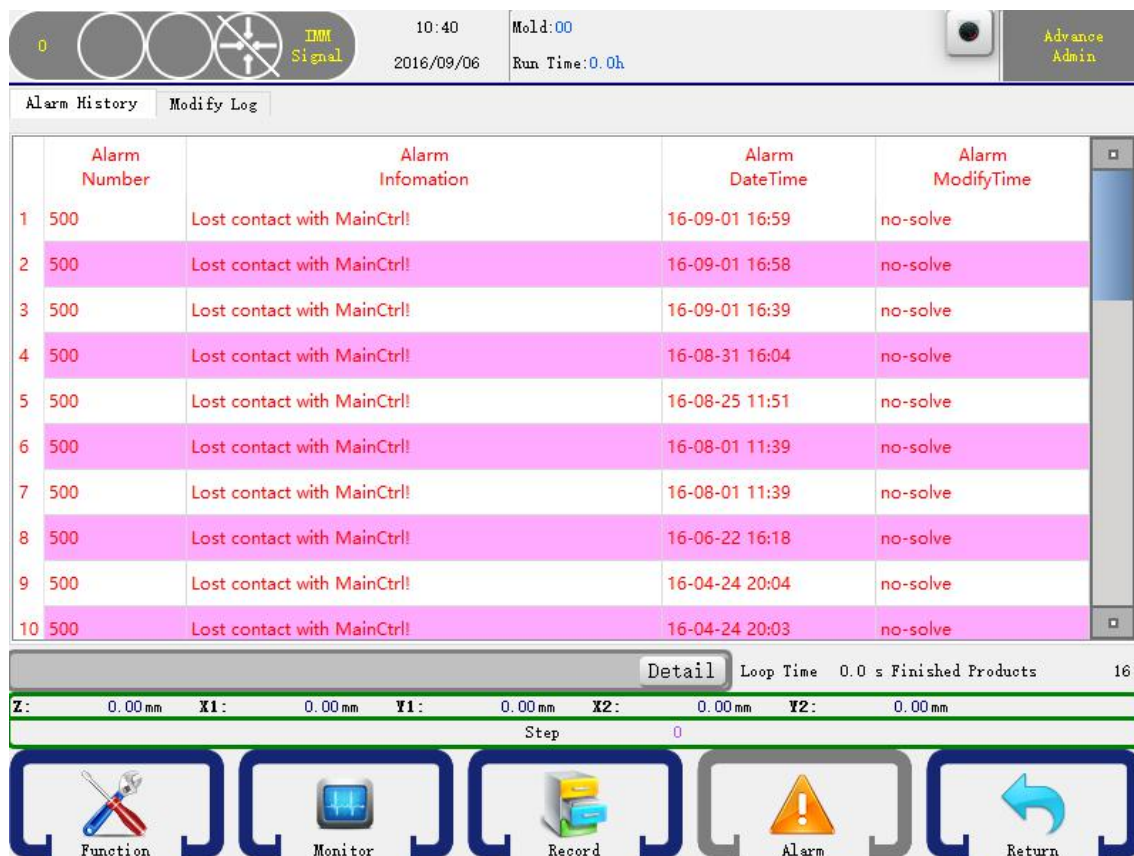 0
IMM
Signal
10:40
2016/09/06
Mold:00
Run Time:0.0h
Advance
Admin
Alarm History Modify Log
Alarm Number Alarm Infomation Alarm DateTime Alarm ModifyTime
1 500 Lost contact with MainCtrl! 16-09-01 16:59 no-solve
2 500 Lost contact with MainCtrl! 16-09-01 16:58 no-solve
3 500 Lost contact with MainCtrl! 16-09-01 16:39 no-solve
4 500 Lost contact with MainCtrl! 16-08-31 16:04 no-solve
5 500 Lost contact with MainCtrl! 16-08-25 11:51 no-solve
6 500 Lost contact with MainCtrl! 16-08-01 11:39 no-solve
7 500 Lost contact with MainCtrl! 16-08-01 11:39 no-solve
8 500 Lost contact with MainCtrl! 16-06-22 16:18 no-solve
9 500 Lost contact with MainCtrl! 16-04-24 20:04 no-solve
10 500 Lost contact with MainCtrl! 16-04-24 20:03 no-solve
Detail Loop Time 0.0 s Finished Products 16
Z: 0.00mm X1: 0.00mm Y1: 0.00mm X2: 0.00mm Y2: 0.00mm
Step 0
Function Monitor Record Alarm Return